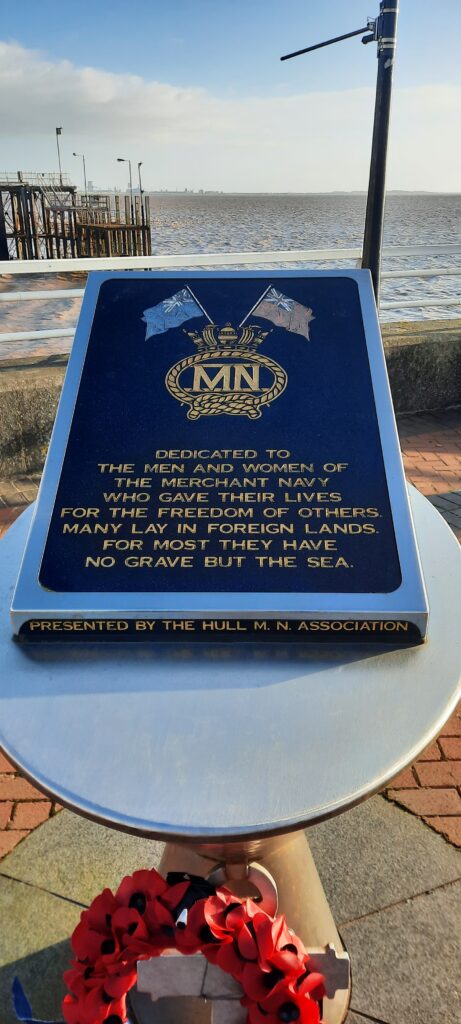 MN
DEDICATED TO
THE MEN AND WOMEN OF
THE MERCHANT NAVY
WHO GAVE THEIR LIVES
FOR THE FREEDOM OF OTHERS.
MANY LAY IN FOREIGN LANDS.
FOR MOST THEY HAVE
NO GRAVE BUT THE SEA.
PRESENTED BY THE HULL M. N. ASSOCIATION